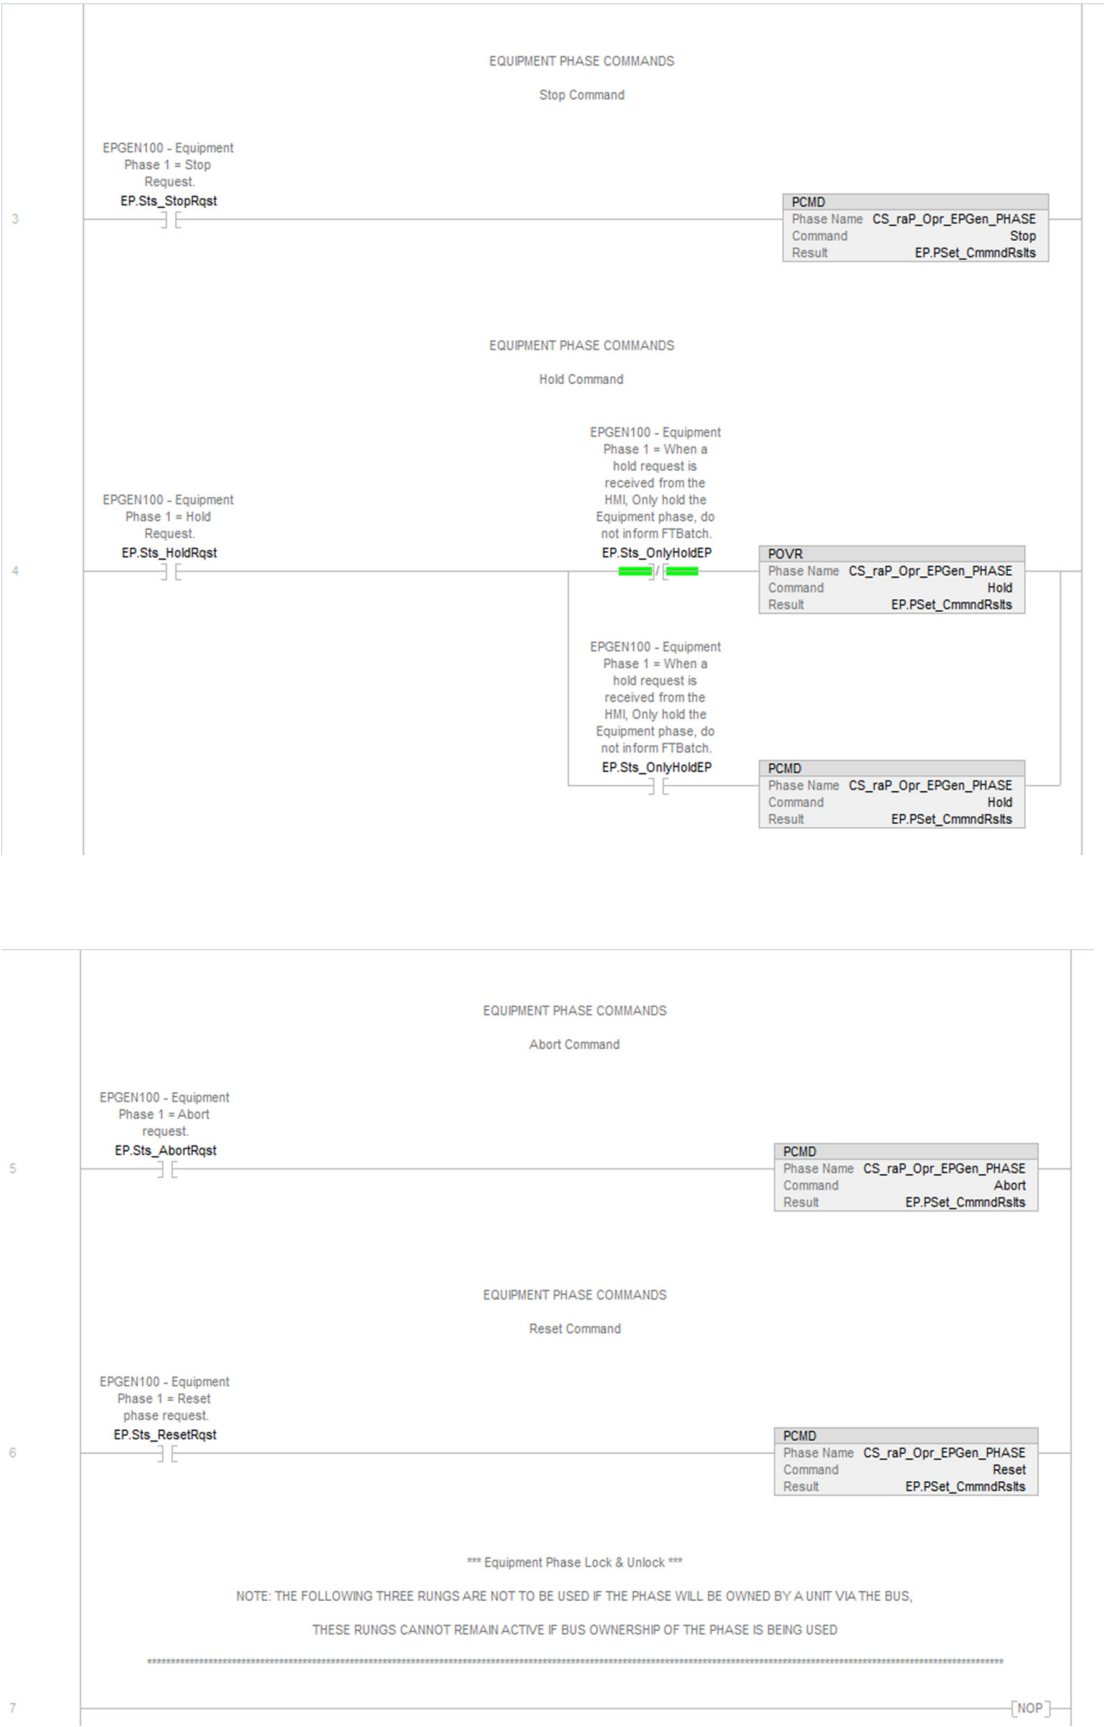 EQUIPMENT PHASE COMMANDS
Stop Command
EPGEN100 - Equipment
Phase 1 = Stop
Request.
EP.Sts_StopRqst
3
PCMD
Phase Name CS_raP_Opr_EPGen_PHASE
Command Stop
Result EP.PSet_CmmndRslts
EQUIPMENT PHASE COMMANDS
Hold Command
EPGEN100 - Equipment
Phase 1 = When a
hold request is
received from the
HMI, Only hold the
Equipment phase, do
not inform FTBatch.
EP.Sts_OnlyHoldEP
EPGEN100 - Equipment
Phase 1 = Hold
Request.
EP.Sts_HoldRqst
4
POVR
Phase Name CS_raP_Opr_EPGen_PHASE
Command Hold
Result EP.PSet_CmmndRslts
EPGEN100 - Equipment
Phase 1 = When a
hold request is
received from the
HMI, Only hold the
Equipment phase, do
not inform FTBatch.
EP.Sts_OnlyHoldEP
PCMD
Phase Name CS_raP_Opr_EPGen_PHASE
Command Hold
Result EP.PSet_CmmndRslts
EQUIPMENT PHASE COMMANDS
Abort Command
EPGEN100 - Equipment
Phase 1 = Abort
request.
EP.Sts_AbortRqst
5
PCMD
Phase Name CS_raP_Opr_EPGen_PHASE
Command Abort
Result EP.PSet_CmmndRslts
EQUIPMENT PHASE COMMANDS
Reset Command
EPGEN100 - Equipment
Phase 1 = Reset
phase request.
EP.Sts_ResetRqst
6
PCMD
Phase Name CS_raP_Opr_EPGen_PHASE
Command Reset
Result EP.PSet_CmmndRslts
*** Equipment Phase Lock & Unlock ***
NOTE: THE FOLLOWING THREE RUNGS ARE NOT TO BE USED IF THE PHASE WILL BE OWNED BY A UNIT VIA THE BUS,
THESE RUNGS CANNOT REMAIN ACTIVE IF BUS OWNERSHIP OF THE PHASE IS BEING USED
7
NOP